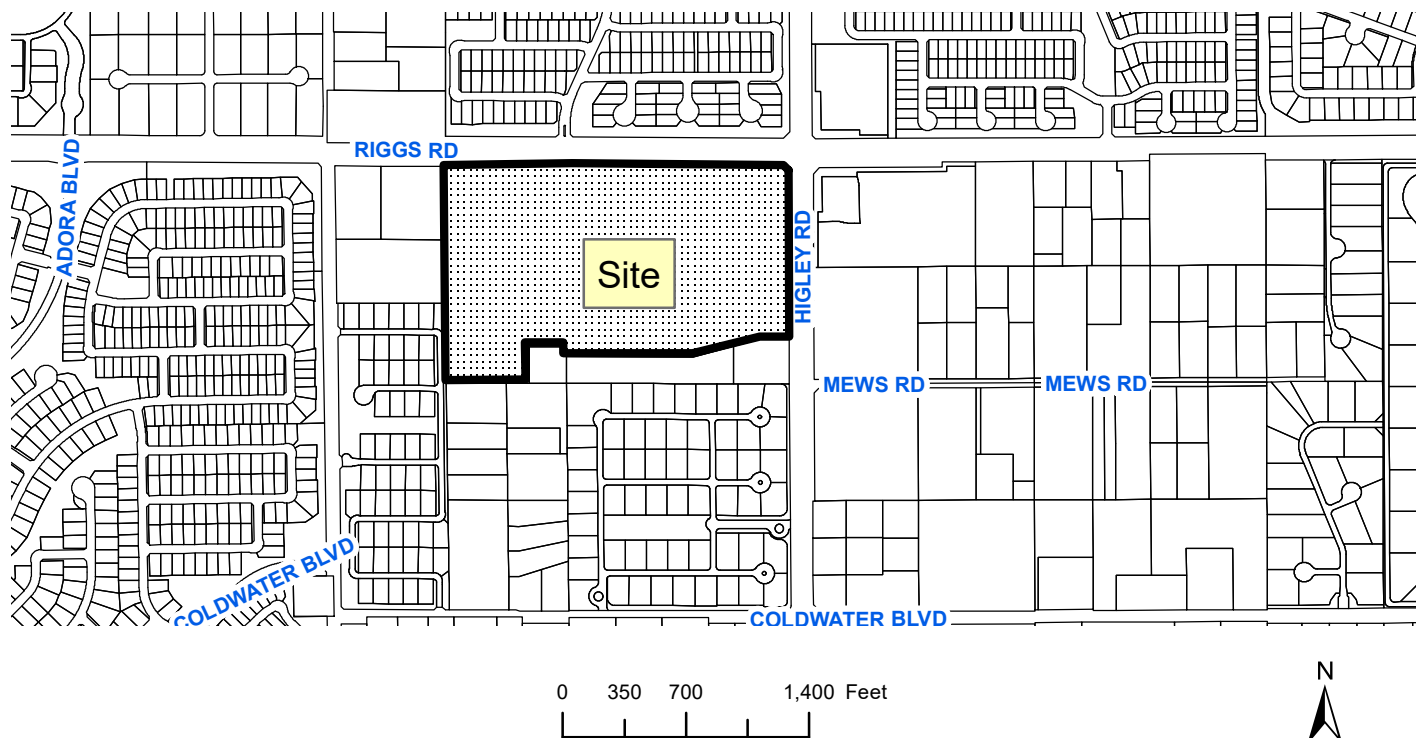 RIGGS RD
ADORA BLVD
HIGLEY RD
Site
MEWS RD
MEWS RD
COLDWATER BLVD
COLDWATER BLVD
0 350 700 1,400 Feet
N